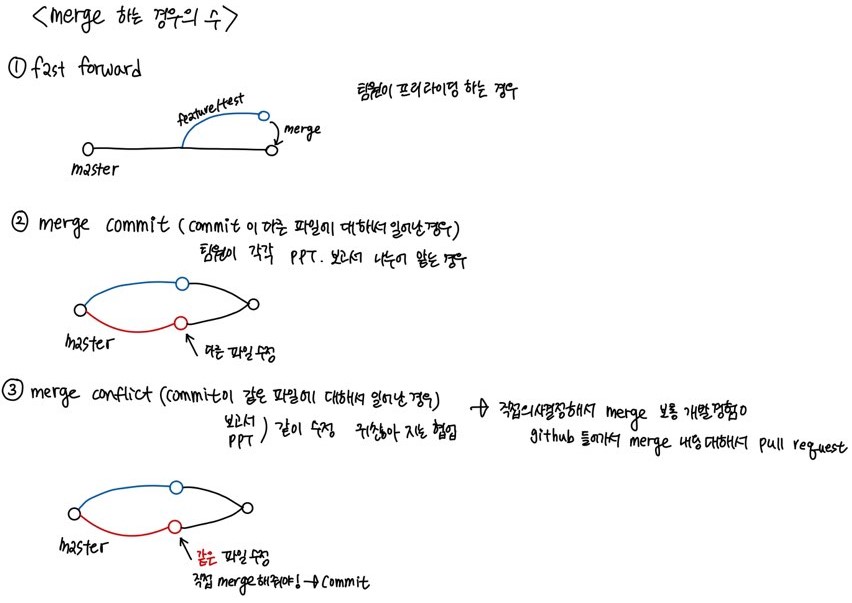 <merge 하는 경우의 수>
① fast forward
팀원이 프리라이딩 하는 경우
feature/test
merge
master
② merge commit (commit 이 다른 파일에 대해서 일어난 경우)
팀원이 각각 PPT. 보고서 나누어 맡는 경우
master
다른 파일 수정
③ merge conflict (commit이 같은 파일에 대해서 일어난 경우)
→ 직접 의사결정해서 merge 보통 개발경험이
보고서
PPT ) 같이 수정 귀찮아 지는 협업
github 들어가서 merge 내용대해서 pull request
master
같은 파일 수정
직접 merge 해줘야! → Commit